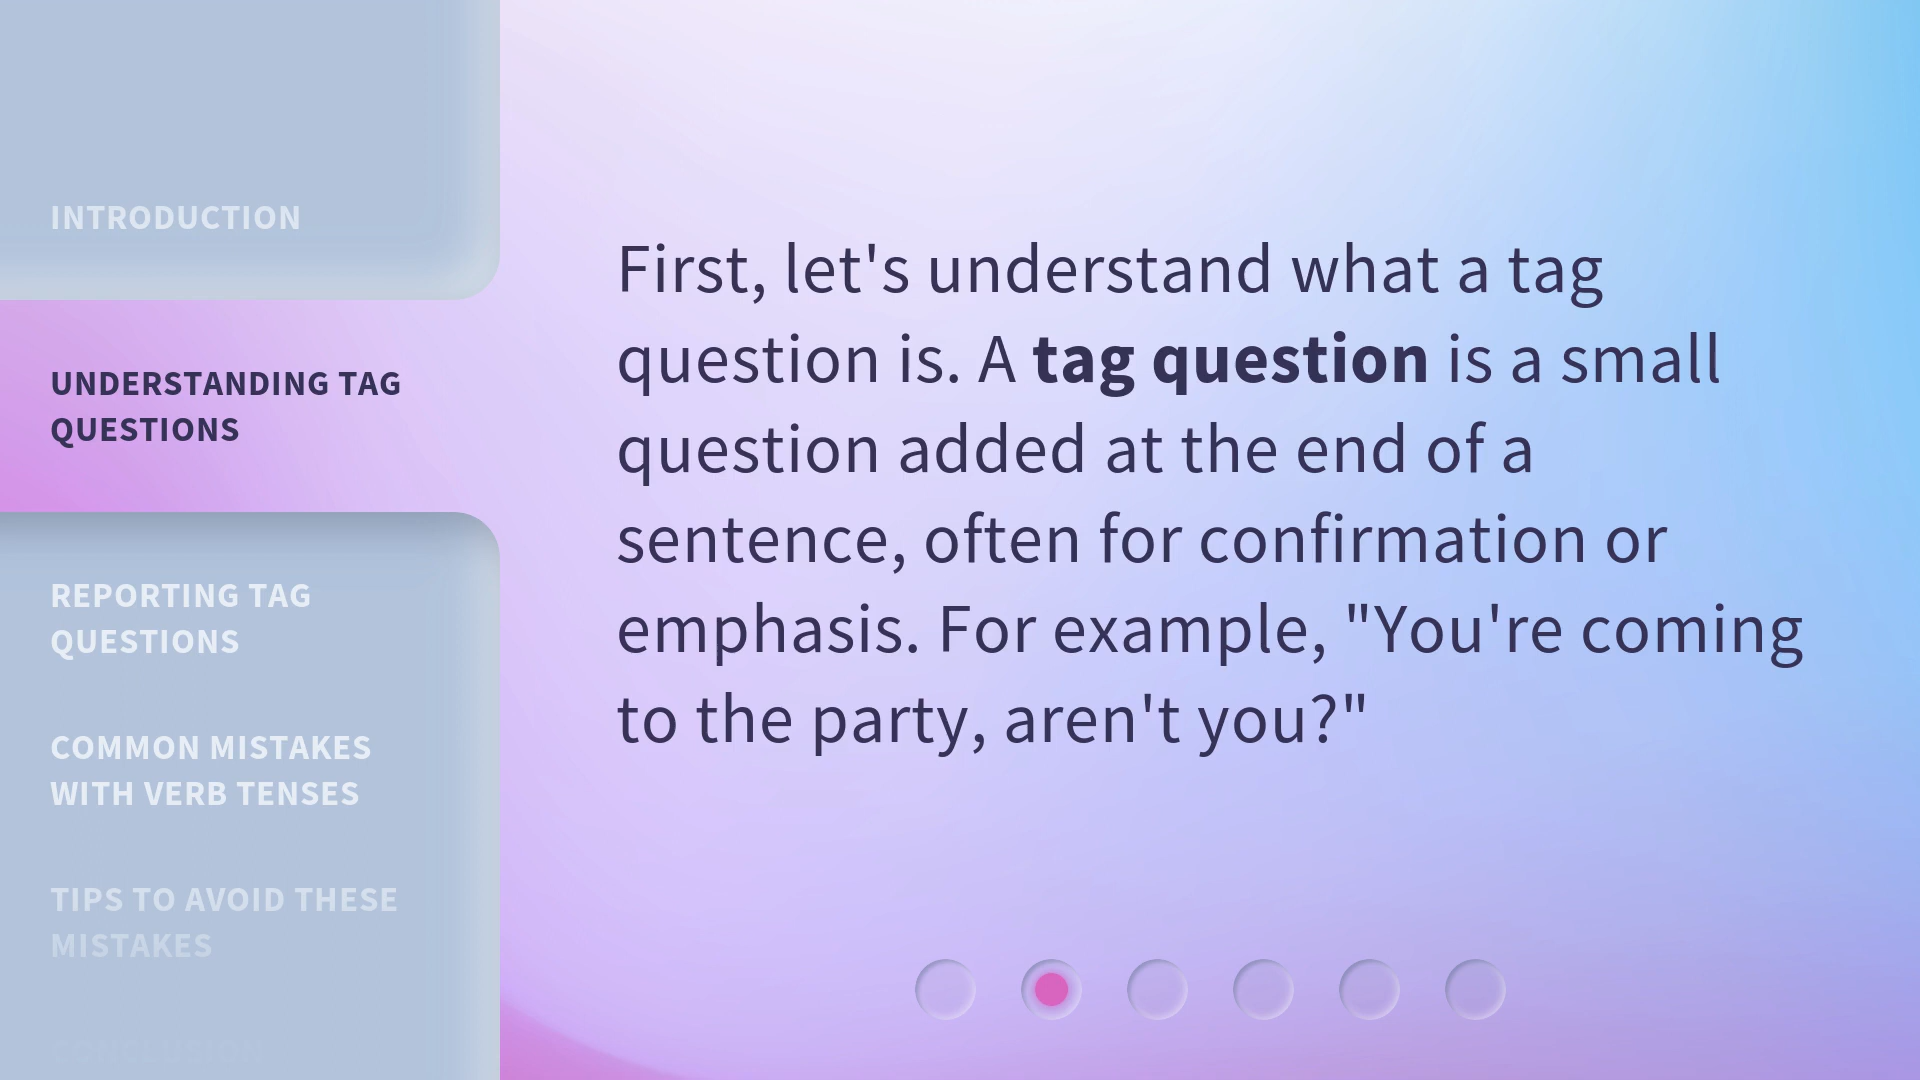 INTRODUCTION
UNDERSTANDING TAG
QUESTIONS
REPORTING TAG
QUESTIONS
COMMON MISTAKES
WITH VERB TENSES
TIPS TO AVOID THESE
MISTAKES
CONCLUSION
First, let's understand what a tag
question is. A tag question is a small
question added at the end of a
sentence, often for confirmation or
emphasis. For example, "You're coming
to the party, aren't you?"